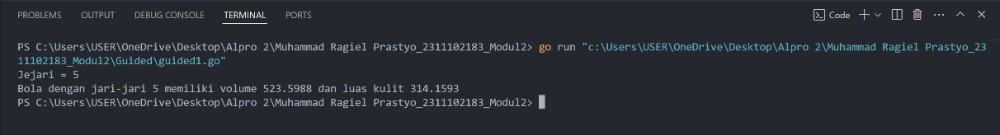 PROBLEMS OUTPUT DEBUG CONSOLE TERMINAL PORTS Code
PS C:\Users\USER\OneDrive\Desktop\Alpro 2\Muhammad Ragiel Prastyo_2311102183_Modul2> go run "c:\Users\USER\OneDrive\Desktop\Alpro 2\Muhammad Ragiel Prastyo_23
11102183_Modul2\Guided\guided1.go"
Jejari = 5
Bola dengan jari-jari 5 memiliki volume 523.5988 dan luas kulit 314.1593
PS C:\Users\USER\OneDrive\Desktop\Alpro 2\Muhammad Ragiel Prastyo_2311102183_Modul2>